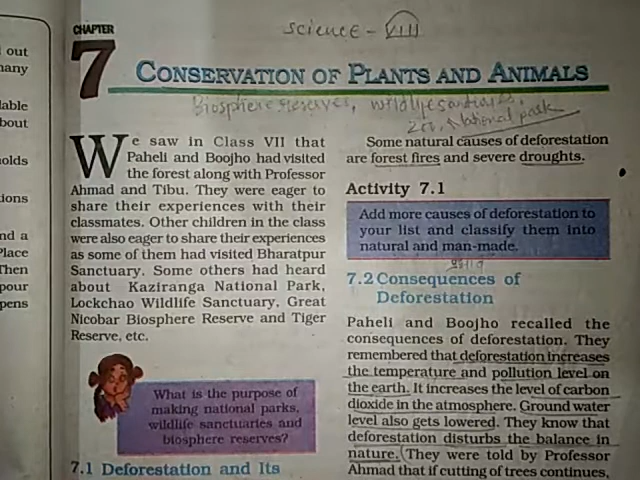 out
many
lable
bout
olds
ions
nd a
Place
Then
pour
pens
science - VIII
CHAPTER
7
CONSERVATION OF PLANTS AND ANIMALS
Biosphere reserves, wildlife sanctuaries,
zoo, National park
We saw in Class VII that
Paheli and Boojho had visited
the forest along with Professor
Ahmad and Tibu. They were eager to
share their experiences with their
classmates. Other children in the class
were also eager to share their experiences
as some of them had visited Bharatpur
Sanctuary. Some others had heard
about Kaziranga National Park,
Lockchao Wildlife Sanctuary, Great
Nicobar Biosphere Reserve and Tiger
Reserve, etc.
What is the purpose of
making national parks,
wildlife sanctuaries and
biosphere reserves?
7.1 Deforestation and Its
Some natural causes of deforestation
are forest fires and severe droughts.
Activity 7.1
Add more causes of deforestation to
your list and classify them into
natural and man-made.
7.2 Consequences of
Deforestation
Paheli and Boojho recalled the
consequences of deforestation. They
remembered that deforestation increases
the temperature and pollution level on
the earth. It increases the level of carbon
dioxide in the atmosphere. Ground water
level also gets lowered. They know that
deforestation disturbs the balance in
nature. They were told by Professor
Ahmad that if cutting of trees continues,